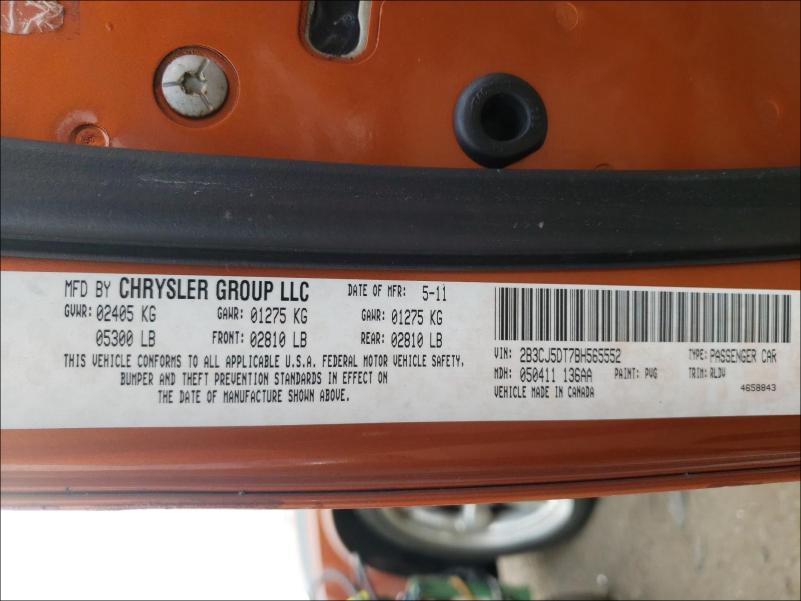 MFD BY CHRYSLER GROUP LLC DATE OF MFR: 5-11
GVWR: 02405 KG GAWR: 01275 KG GAWR: 01275 KG
05300 LB FRONT: 02810 LB REAR: 02810 LB
THIS VEHICLE CONFORMS TO ALL APPLICABLE U.S.A. FEDERAL MOTOR VEHICLE SAFETY,
BUMPER AND THEFT PREVENTION STANDARDS IN EFFECT ON
THE DATE OF MANUFACTURE SHOWN ABOVE.
VIN: 2B3CJ5DT7BH565552 TYPE: PASSENGER CAR
MDH: 050411 136AA PAINT: PVG TRIM: RLDV
VEHICLE MADE IN CANADA 4658843